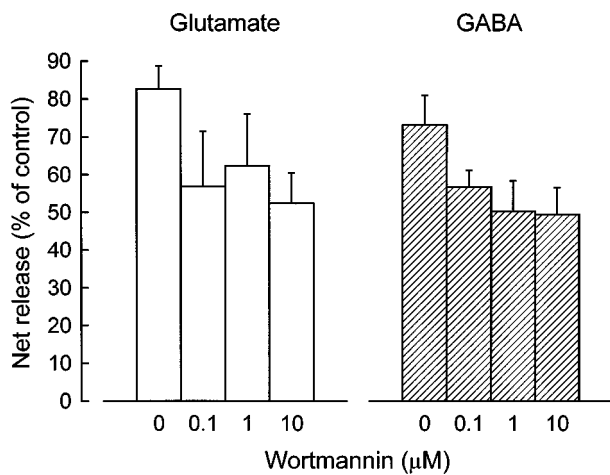 Glutamate GABA
Net release (% of control)
90
80
70
60
50
40
30
20
10
0
0 0.1 1 10 0 0.1 1 10
Wortmannin (μM)